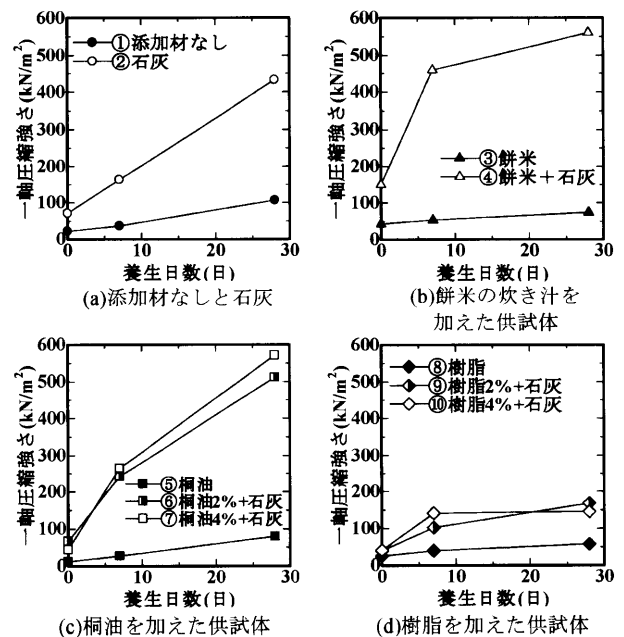 600
500
400
300
200
100
0
一軸圧縮強さ(kN/m²)
①添加材なし
②石灰
0 10 20 30
養生日数(日)
(a)添加材なしと石灰
600
500
400
300
200
100
0
一軸圧縮強さ(kN/m²)
③餅米
④餅米＋石灰
0 10 20 30
養生日数(日)
(b)餅米の炊き汁を
加えた供試体
600
500
400
300
200
100
0
一軸圧縮強さ(kN/m²)
⑤桐油
⑥桐油2%+石灰
⑦桐油4%+石灰
0 10 20 30
養生日数(日)
(c)桐油を加えた供試体
600
500
400
300
200
100
0
一軸圧縮強さ(kN/m²)
⑧樹脂
⑨樹脂2%+石灰
⑩樹脂4%+石灰
0 10 20 30
養生日数(日)
(d)樹脂を加えた供試体